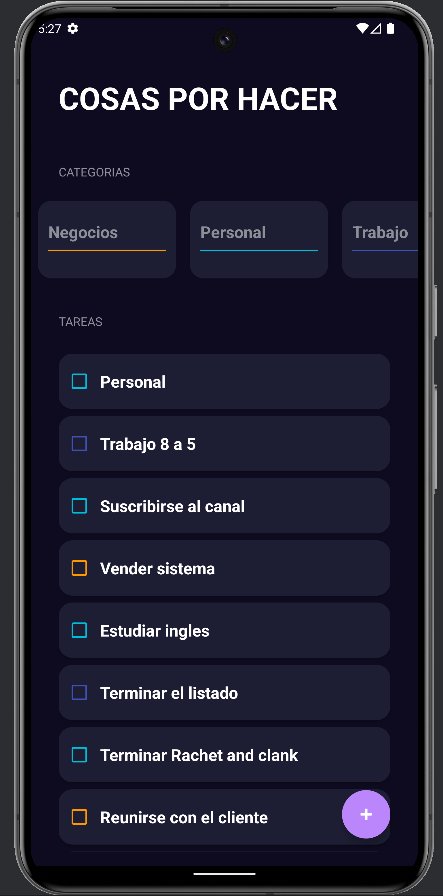 5:27
COSAS POR HACER
CATEGORIAS
Negocios
Personal
Trabajo
TAREAS
Personal
Trabajo 8 a 5
Suscribirse al canal
Vender sistema
Estudiar ingles
Terminar el listado
Terminar Rachet and clank
Reunirse con el cliente
+